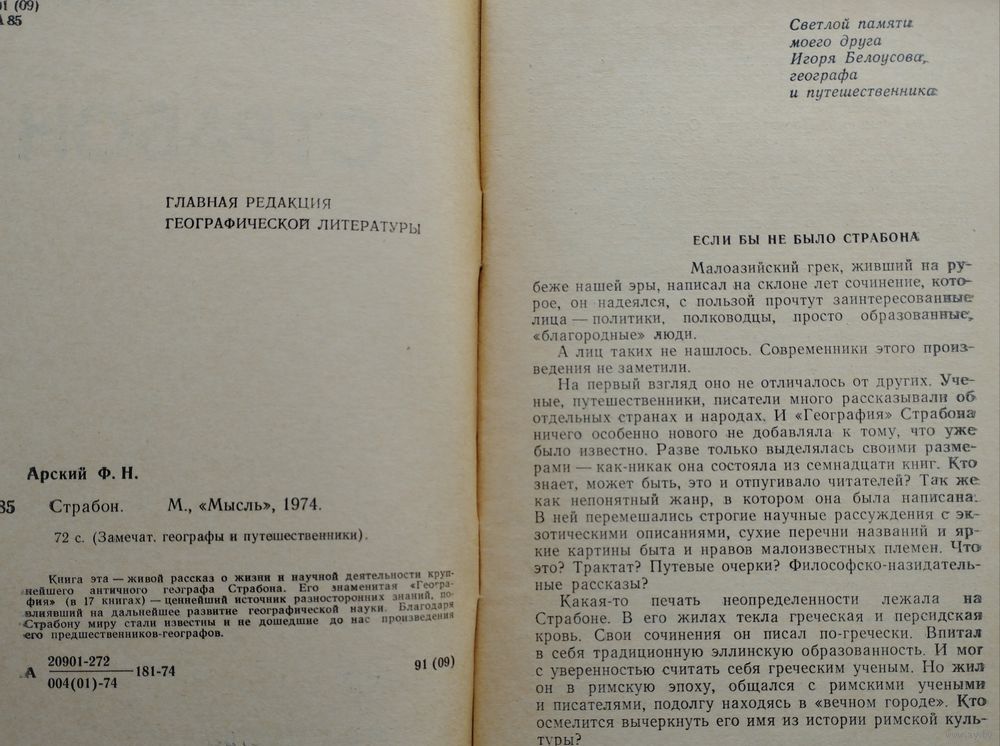 91 (09)
А 85
ГЛАВНАЯ РЕДАКЦИЯ
ГЕОГРАФИЧЕСКОЙ ЛИТЕРАТУРЫ
Арский Ф. Н.
85 Страбон. М., «Мысль», 1974.
72 с. (Замечат. географы и путешественники).
Книга эта — живой рассказ о жизни и научной деятельности круп-
нейшего античного географа Страбона. Его знаменитая «Геогра-
фия» (в 17 книгах) — ценнейший источник разносторонних знаний, по-
влиявший на дальнейшее развитие географической науки. Благодаря
Страбону миру стали известны и не дошедшие до нас произведения
его предшественников-географов.
А 20901-272
004(01)-74 181-74 91 (09)
Светлой памяти
моего друга
Игоря Белоусова,
географа
и путешественника
ЕСЛИ БЫ НЕ БЫЛО СТРАБОНА
Малоазийский грек, живший на ру-
беже нашей эры, написал на склоне лет сочинение, кото-
рое, он надеялся, с пользой прочтут заинтересованные
лица — политики, полководцы, просто образованные,
«благородные» люди.
А лиц таких не нашлось. Современники этого произ-
ведения не заметили.
На первый взгляд оно не отличалось от других. Уче-
ные, путешественники, писатели много рассказывали об
отдельных странах и народах. И «География» Страбона
ничего особенно нового не добавляла к тому, что уже
было известно. Разве только выделялась своими разме-
рами — как-никак она состояла из семнадцати книг. Кто
знает, может быть, это и отпугивало читателей? Так же
как непонятный жанр, в котором она была написана.
В ней перемешались строгие научные рассуждения с эк-
зотическими описаниями, сухие перечни названий и яр-
кие картины быта и нравов малоизвестных племен. Что
это? Трактат? Путевые очерки? Философско-назидатель-
ные рассказы?
Какая-то печать неопределенности лежала на
Страбоне. В его жилах текла греческая и персидская
кровь. Свои сочинения он писал по-гречески. Впитал
в себя традиционную эллинскую образованность. И мог
с уверенностью считать себя греческим ученым. Но жил
он в римскую эпоху, общался с римскими учеными
и писателями, подолгу находясь в «вечном городе». Кто
осмелится вычеркнуть его имя из истории римской куль-
туры?